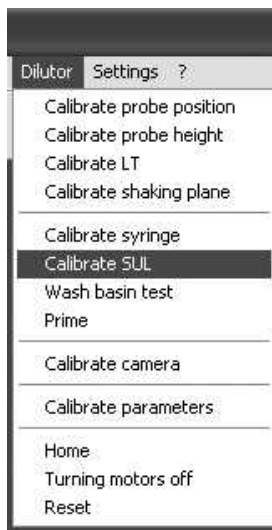 Dilutor Settings ?
Calibrate probe position
Calibrate probe height
Calibrate LT
Calibrate shaking plane
Calibrate syringe
Calibrate SUL
Wash basin test
Prime
Calibrate camera
Calibrate parameters
Home
Turning motors off
Reset